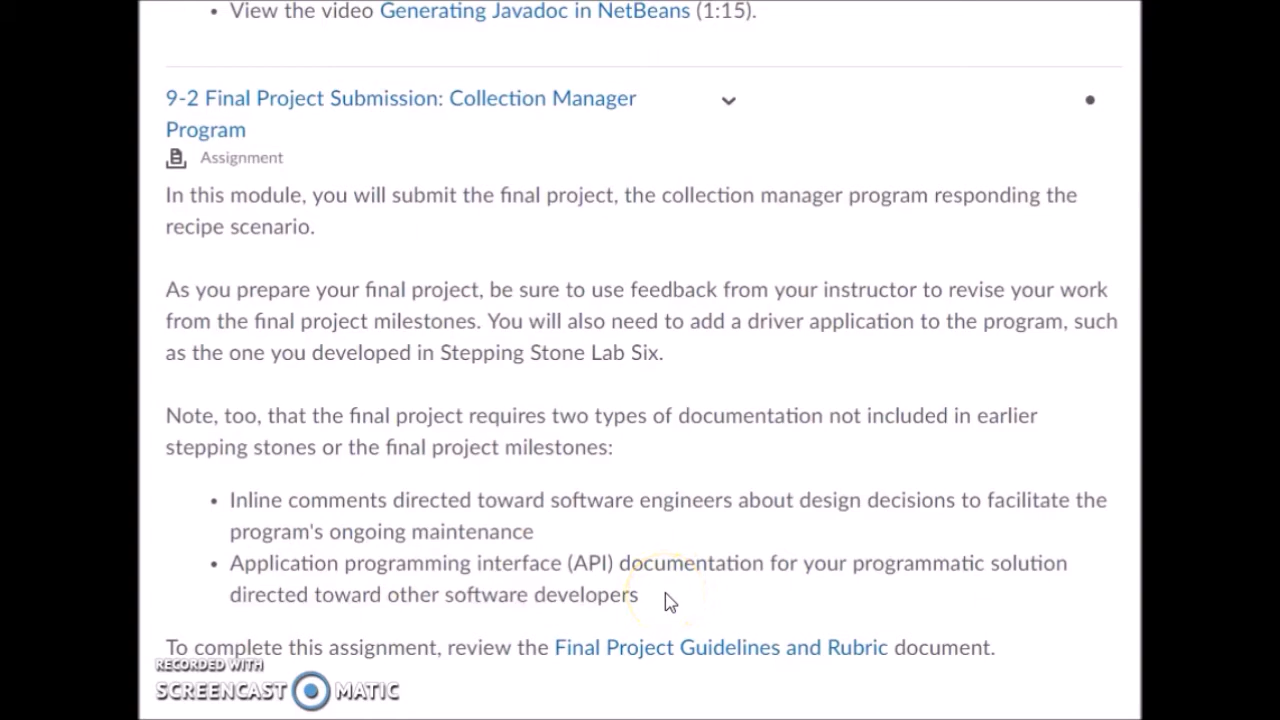 • View the video Generating Javadoc in NetBeans (1:15).
9-2 Final Project Submission: Collection Manager
Program
Assignment
In this module, you will submit the final project, the collection manager program responding the
recipe scenario.
As you prepare your final project, be sure to use feedback from your instructor to revise your work
from the final project milestones. You will also need to add a driver application to the program, such
as the one you developed in Stepping Stone Lab Six.
Note, too, that the final project requires two types of documentation not included in earlier
stepping stones or the final project milestones:
• Inline comments directed toward software engineers about design decisions to facilitate the
program's ongoing maintenance
• Application programming interface (API) documentation for your programmatic solution
directed toward other software developers
To complete this assignment, review the Final Project Guidelines and Rubric document.
RECORDED WITH
SCREENCAST MATIC